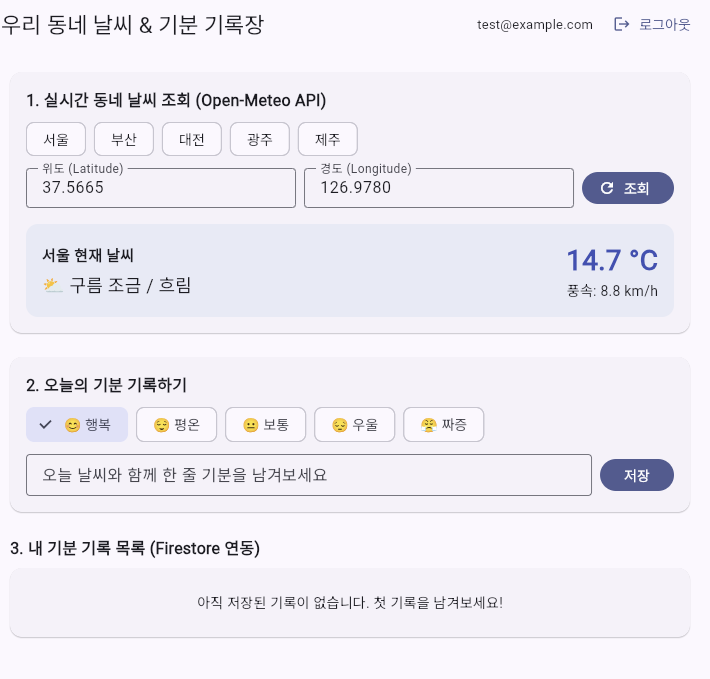 우리 동네 날씨 & 기분 기록장
test@example.com
로그아웃
1. 실시간 동네 날씨 조회 (Open-Meteo API)
서울 부산 대전 광주 제주
위도 (Latitude) 경도 (Longitude)
37.5665 126.9780 조회
서울 현재 날씨
14.7 °C
⛅ 구름 조금 / 흐림
풍속: 8.8 km/h
2. 오늘의 기분 기록하기
😊 행복 😌 평온 😐 보통 😔 우울 😤 짜증
오늘 날씨와 함께 한 줄 기분을 남겨보세요 저장
3. 내 기분 기록 목록 (Firestore 연동)
아직 저장된 기록이 없습니다. 첫 기록을 남겨보세요!